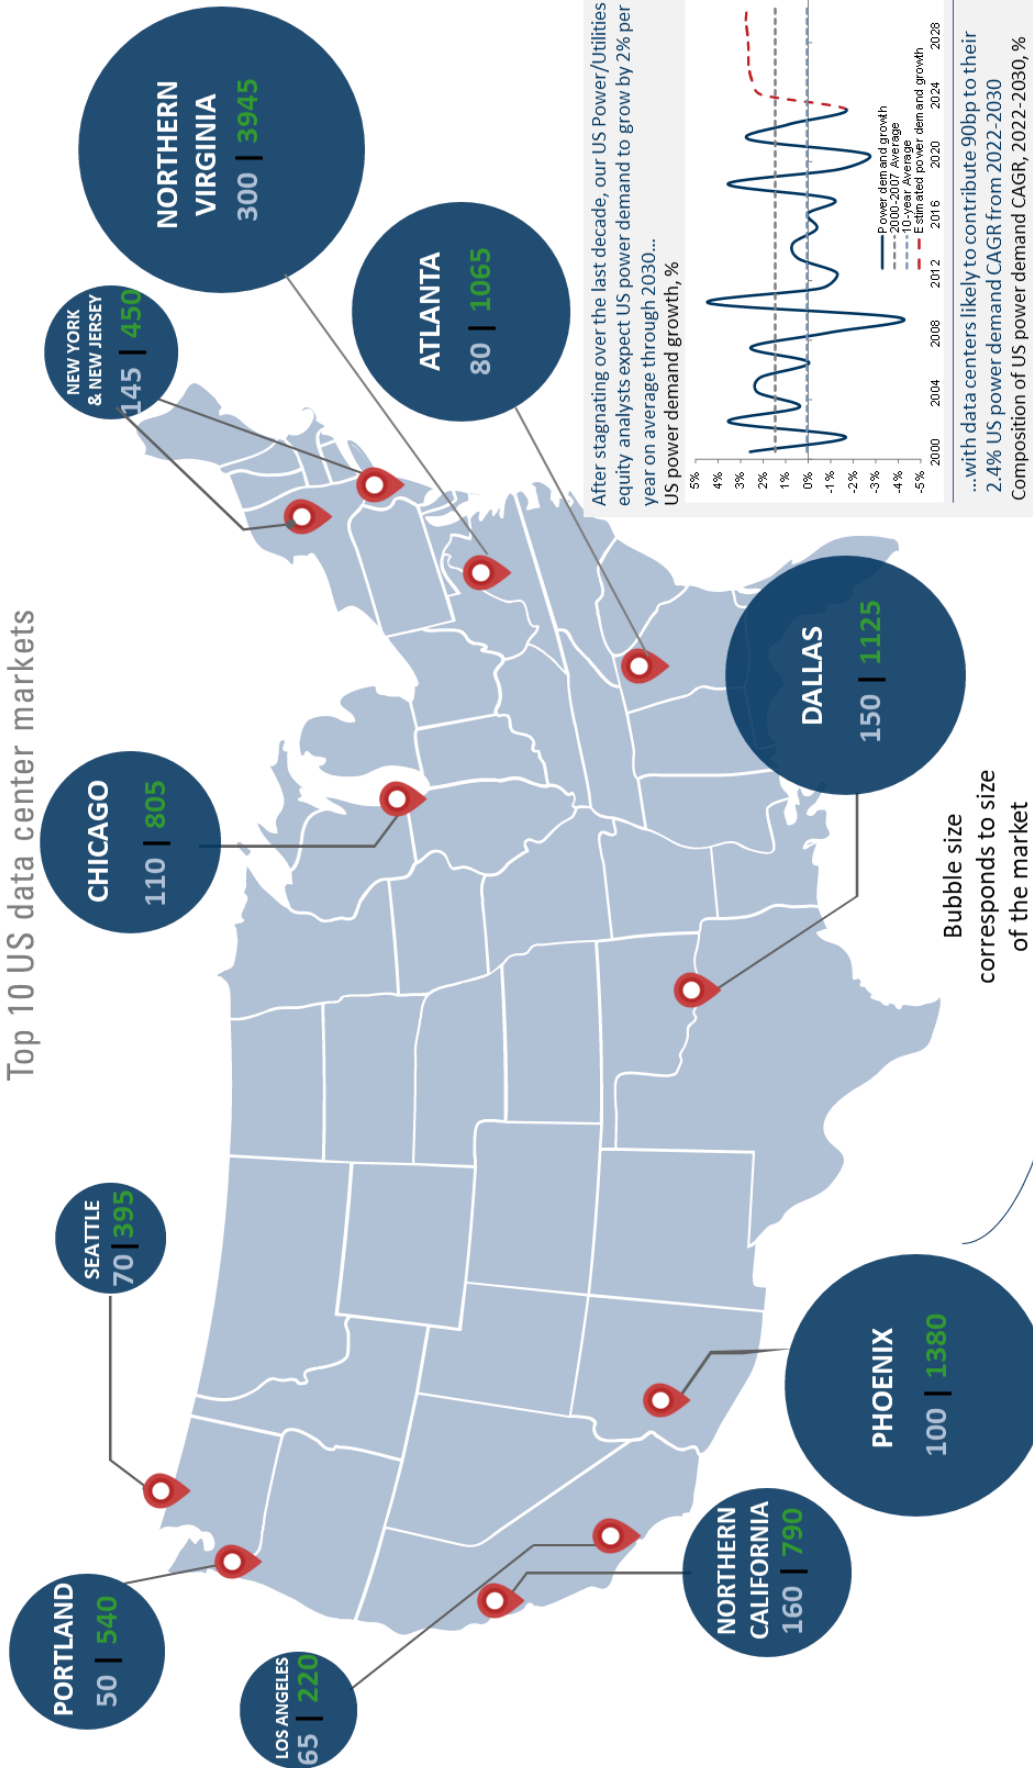 Top 10 US data center markets
SEATTLE
70 | 395
PORTLAND
50 | 540
LOS ANGELES
65 | 220
NORTHERN
CALIFORNIA
160 | 790
PHOENIX
100 | 1380
CHICAGO
110 | 805
DALLAS
150 | 1125
NEW YORK
& NEW JERSEY
145 | 450
NORTHERN
VIRGINIA
300 | 3945
ATLANTA
80 | 1065
Bubble size
corresponds to size
of the market
After stagnating over the last decade, our US Power/Utilities
equity analysts expect US power demand to grow by 2% per
year on average through 2030...
US power demand growth, %
5%
4%
3%
2%
1%
0%
-1%
-2%
-3%
-4%
-5%
2000 2004 2008 2012 2016 2020 2024 2028
Power demand growth
2000-2007 Average
10-year Average
Estimated power demand growth
...with data centers likely to contribute 90bp to their
2.4% US power demand CAGR from 2022-2030
Composition of US power demand CAGR, 2022-2030, %